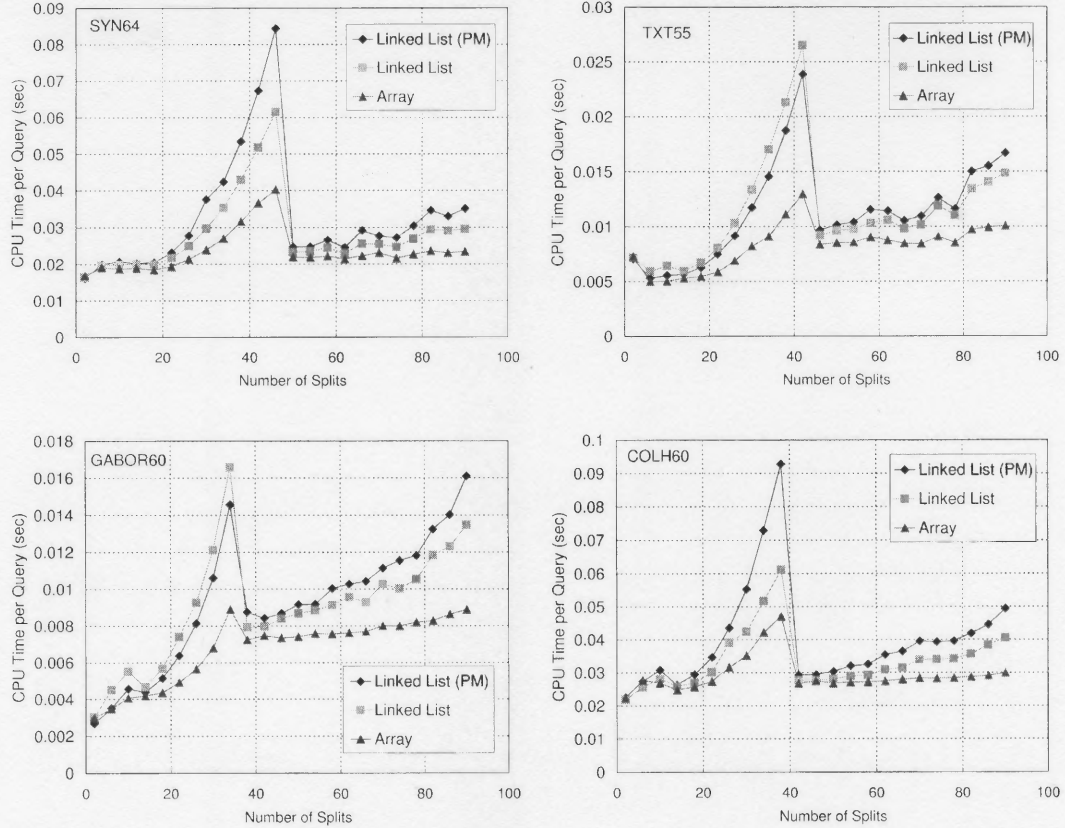 SYN64
Linked List (PM)
Linked List
Array
CPU Time per Query (sec)
0.09
0.08
0.07
0.06
0.05
0.04
0.03
0.02
0.01
0
0
20
40
60
80
100
Number of Splits
TXT55
Linked List (PM)
Linked List
Array
CPU Time per Query (sec)
0.03
0.025
0.02
0.015
0.01
0.005
0
0
20
40
60
80
100
Number of Splits
GABOR60
Linked List (PM)
Linked List
Array
CPU Time per Query (sec)
0.018
0.016
0.014
0.012
0.01
0.008
0.006
0.004
0.002
0
0
20
40
60
80
100
Number of Splits
COLH60
Linked List (PM)
Linked List
Array
CPU Time per Query (sec)
0.1
0.09
0.08
0.07
0.06
0.05
0.04
0.03
0.02
0.01
0
0
20
40
60
80
100
Number of Splits